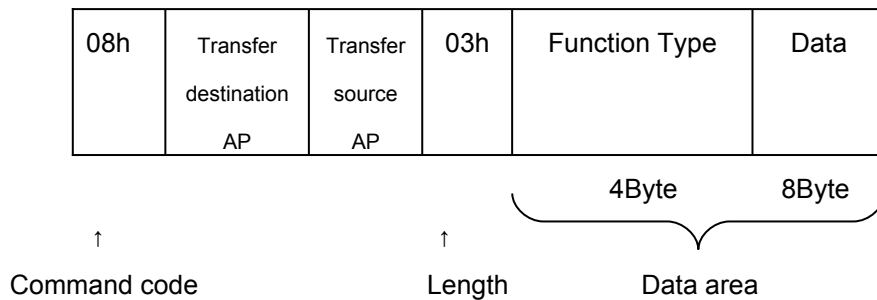 08h
Transfer
destination
AP
Transfer
source
AP
03h
Function Type
Data
4Byte
8Byte
↑
↑
Command code
Length
Data area